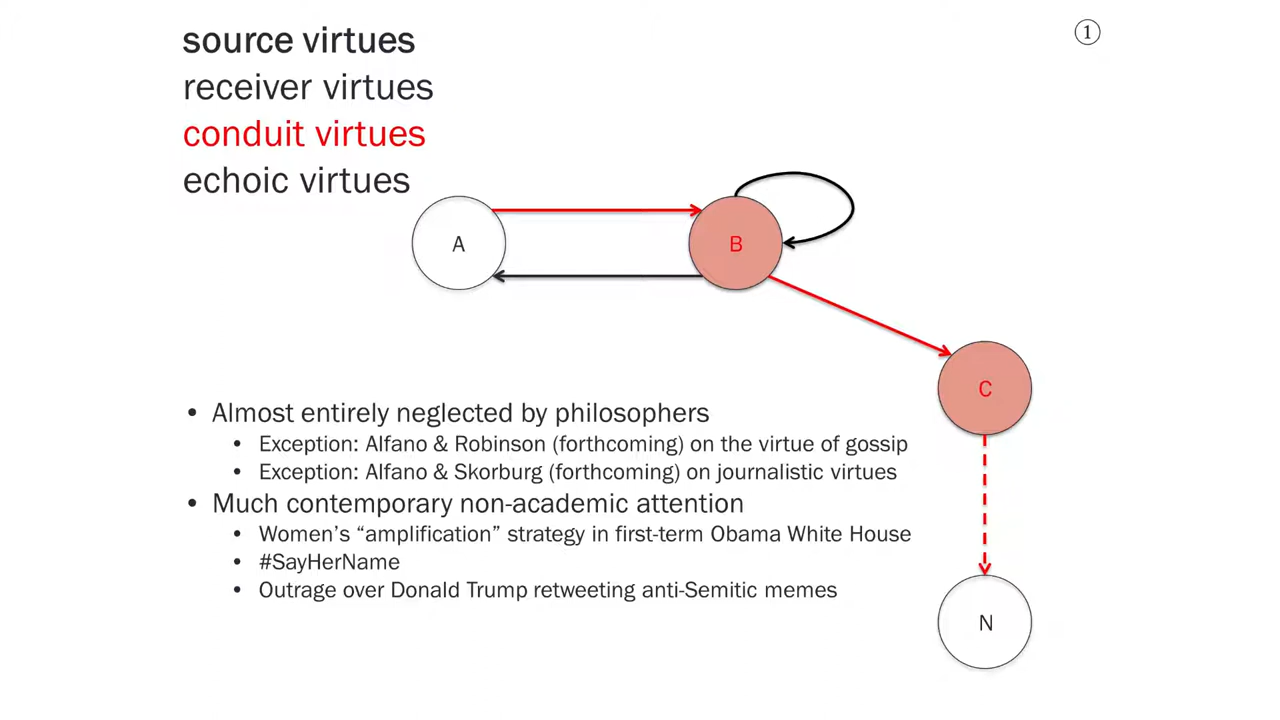 source virtues
①
receiver virtues
conduit virtues
echoic virtues
A
B
C
• Almost entirely neglected by philosophers
• Exception: Alfano & Robinson (forthcoming) on the virtue of gossip
• Exception: Alfano & Skorburg (forthcoming) on journalistic virtues
• Much contemporary non-academic attention
• Women’s “amplification” strategy in first-term Obama White House
• #SayHerName
• Outrage over Donald Trump retweeting anti-Semitic memes
N